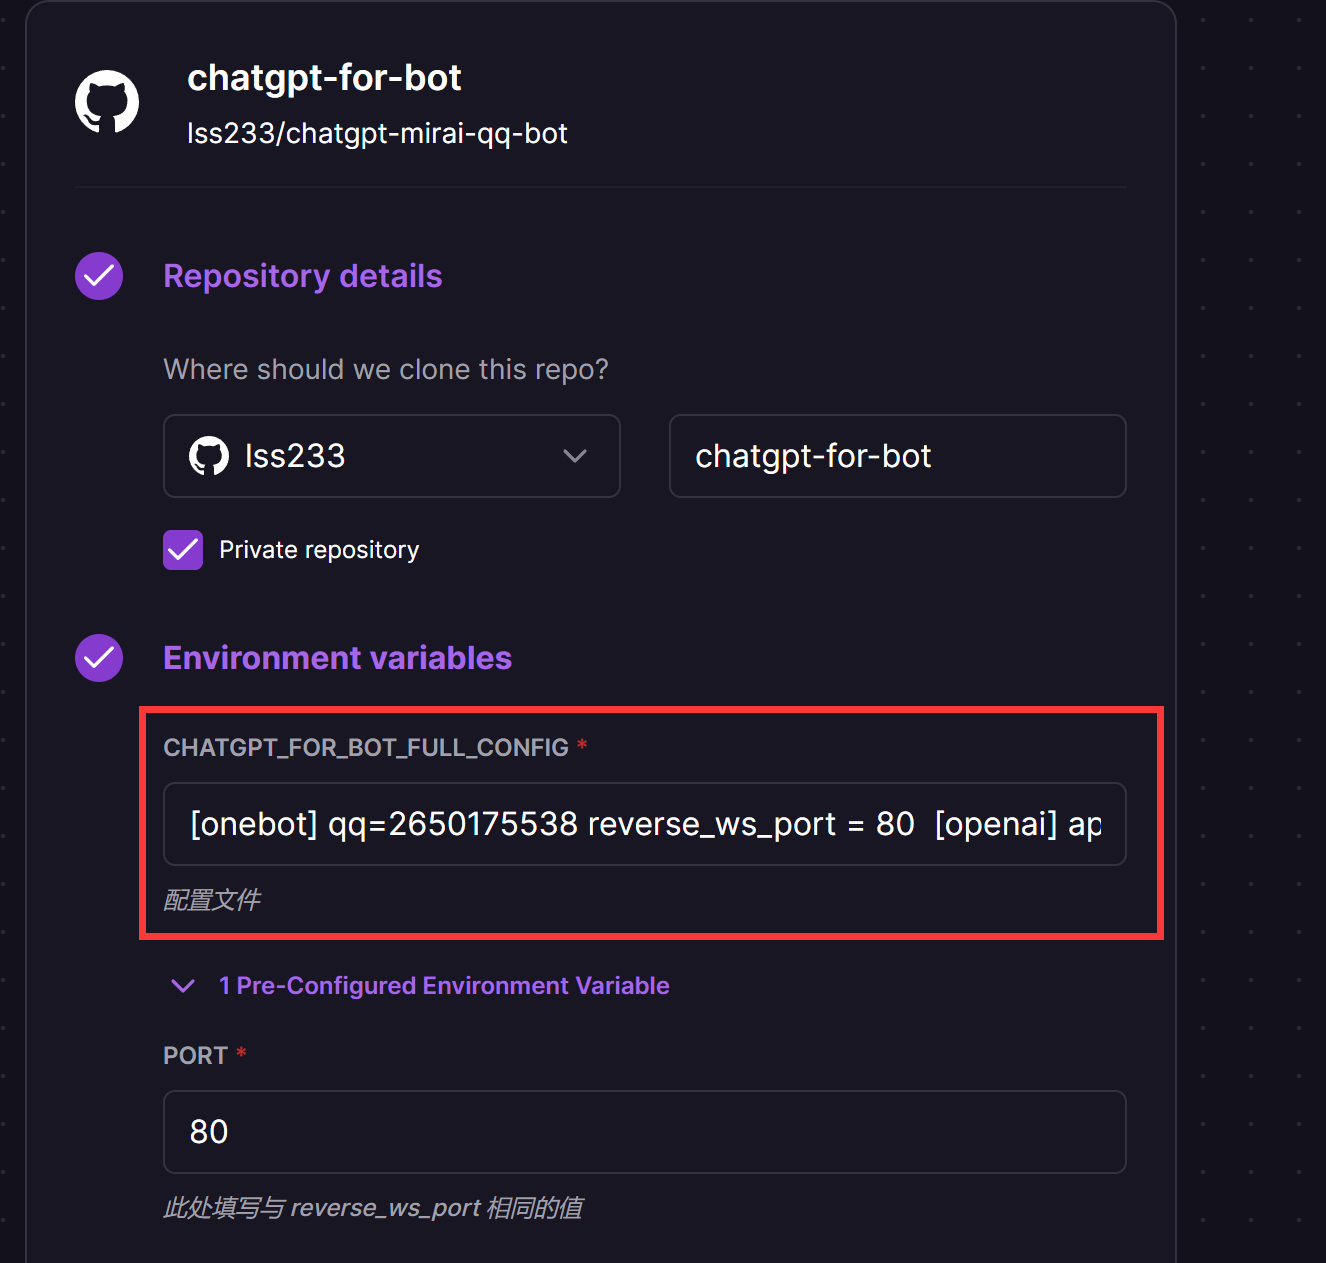 chatgpt-for-bot
lss233/chatgpt-mirai-qq-bot
Repository details
Where should we clone this repo?
lss233
chatgpt-for-bot
Private repository
Environment variables
CHATGPT_FOR_BOT_FULL_CONFIG *
[onebot] qq=2650175538 reverse_ws_port = 80  [openai] ap
配置文件
1 Pre-Configured Environment Variable
PORT *
80
此处填写与 reverse_ws_port 相同的值